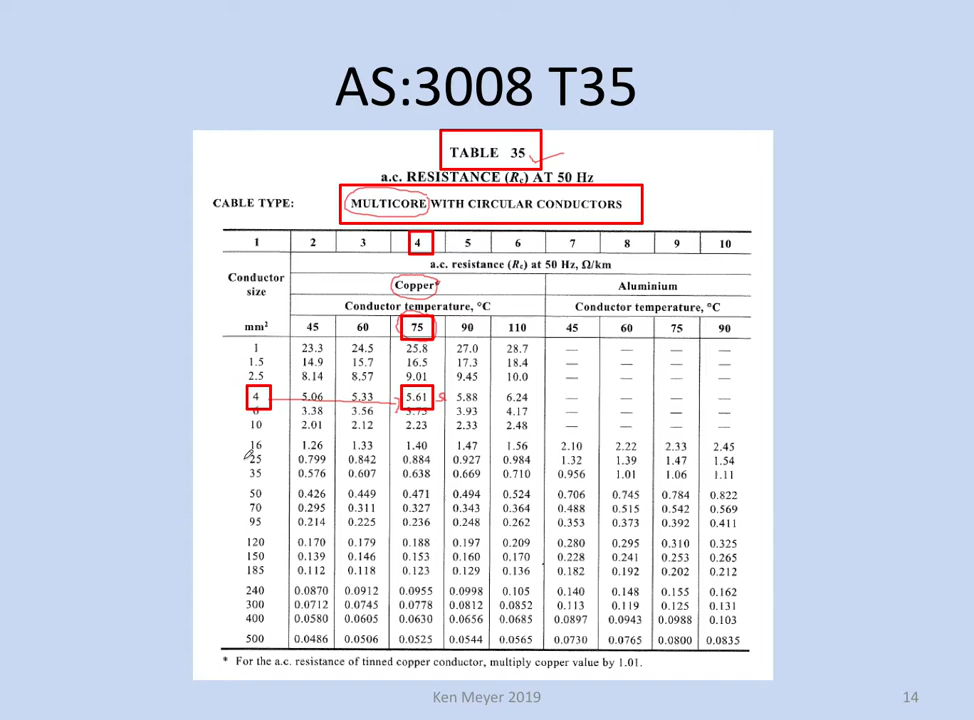 AS:3008 T35
TABLE 35
a.c. RESISTANCE (Rc) AT 50 Hz
CABLE TYPE: MULTICORE WITH CIRCULAR CONDUCTORS
1 2 3 4 5 6 7 8 9 10
a.c. resistance (Rc) at 50 Hz, Ω/km
Conductor
size
Copper* Aluminium
Conductor temperature, °C Conductor temperature, °C
mm² 45 60 75 90 110 45 60 75 90
1 23.3 24.5 25.8 27.0 28.7 — — — —
1.5 14.9 15.7 16.5 17.3 18.4 — — — —
2.5 8.14 8.57 9.01 9.45 10.0 — — — —
4 5.06 5.33 5.61 5.88 6.24 — — — —
6 3.38 3.56 3.73 3.93 4.17 — — — —
10 2.01 2.12 2.23 2.33 2.48 — — — —
16 1.26 1.33 1.40 1.47 1.56 2.10 2.22 2.33 2.45
25 0.799 0.842 0.884 0.927 0.984 1.32 1.39 1.47 1.54
35 0.576 0.607 0.638 0.669 0.710 0.956 1.01 1.06 1.11
50 0.426 0.449 0.471 0.494 0.524 0.706 0.745 0.784 0.822
70 0.295 0.311 0.327 0.343 0.364 0.488 0.515 0.542 0.569
95 0.214 0.225 0.236 0.248 0.262 0.353 0.373 0.392 0.411
120 0.170 0.179 0.188 0.197 0.209 0.280 0.295 0.310 0.325
150 0.139 0.146 0.153 0.160 0.170 0.228 0.241 0.253 0.265
185 0.112 0.118 0.123 0.129 0.136 0.182 0.192 0.202 0.212
240 0.0870 0.0912 0.0955 0.0998 0.105 0.140 0.148 0.155 0.162
300 0.0712 0.0745 0.0778 0.0812 0.0852 0.113 0.119 0.125 0.131
400 0.0580 0.0605 0.0630 0.0656 0.0685 0.0897 0.0943 0.0988 0.103
500 0.0486 0.0506 0.0525 0.0544 0.0565 0.0730 0.0765 0.0800 0.0835
* For the a.c. resistance of tinned copper conductor, multiply copper value by 1.01.
Ken Meyer 2019 14